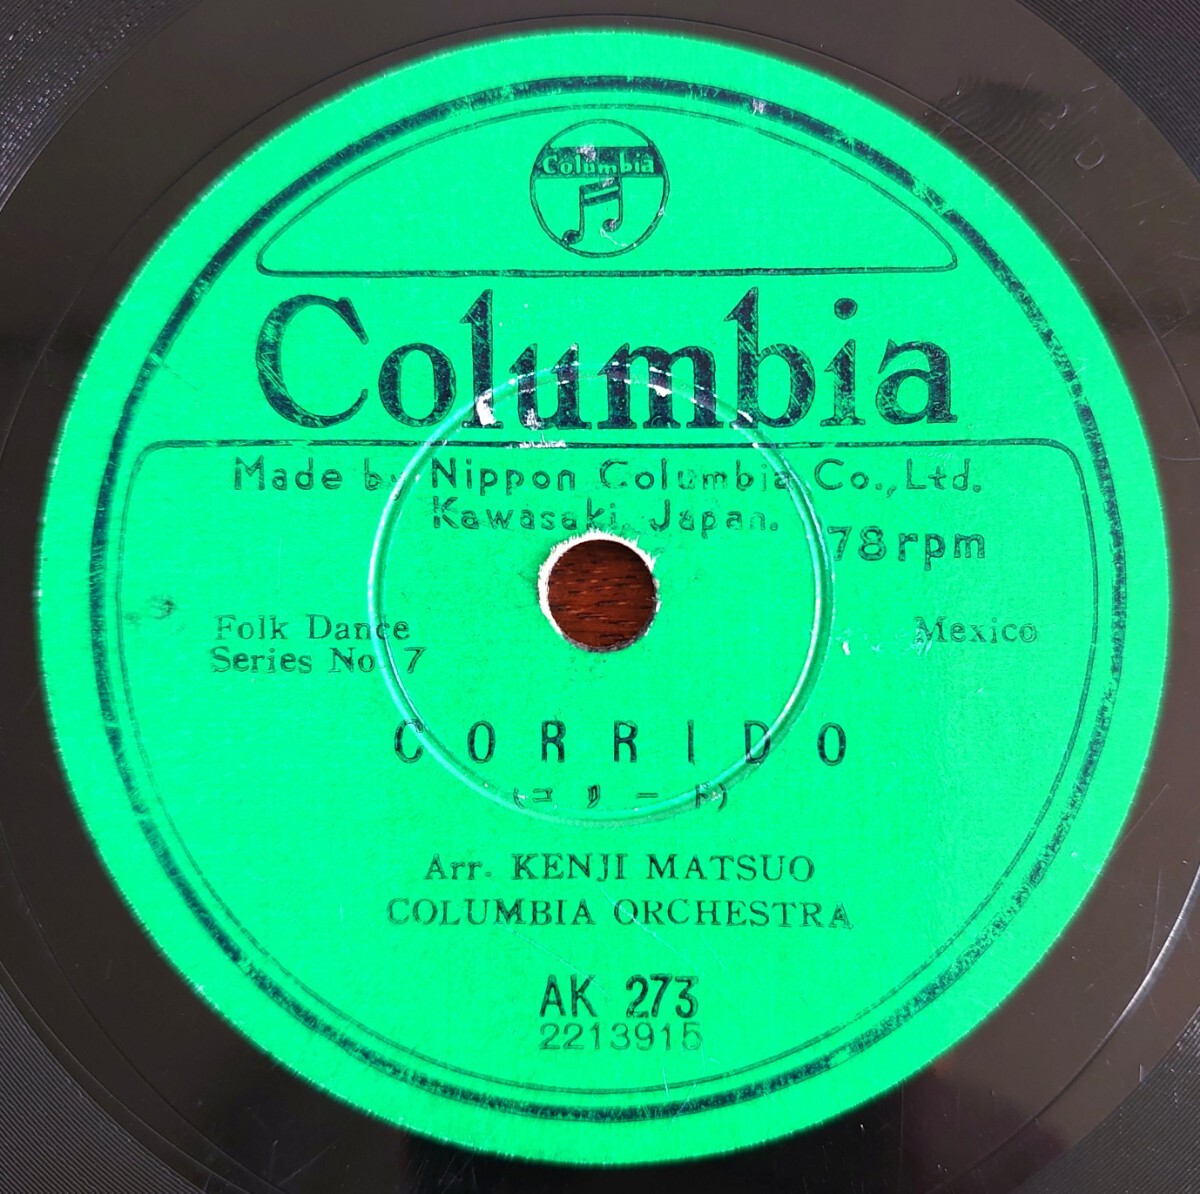 Columbia
Columbia
Made by Nippon Columbia Co., Ltd.
Kawasaki, Japan.
78rpm
Folk Dance
Series No. 7
Mexico
CORRIDO
(コリード)
Arr. KENJI MATSUO
COLUMBIA ORCHESTRA
AK 273
2213915